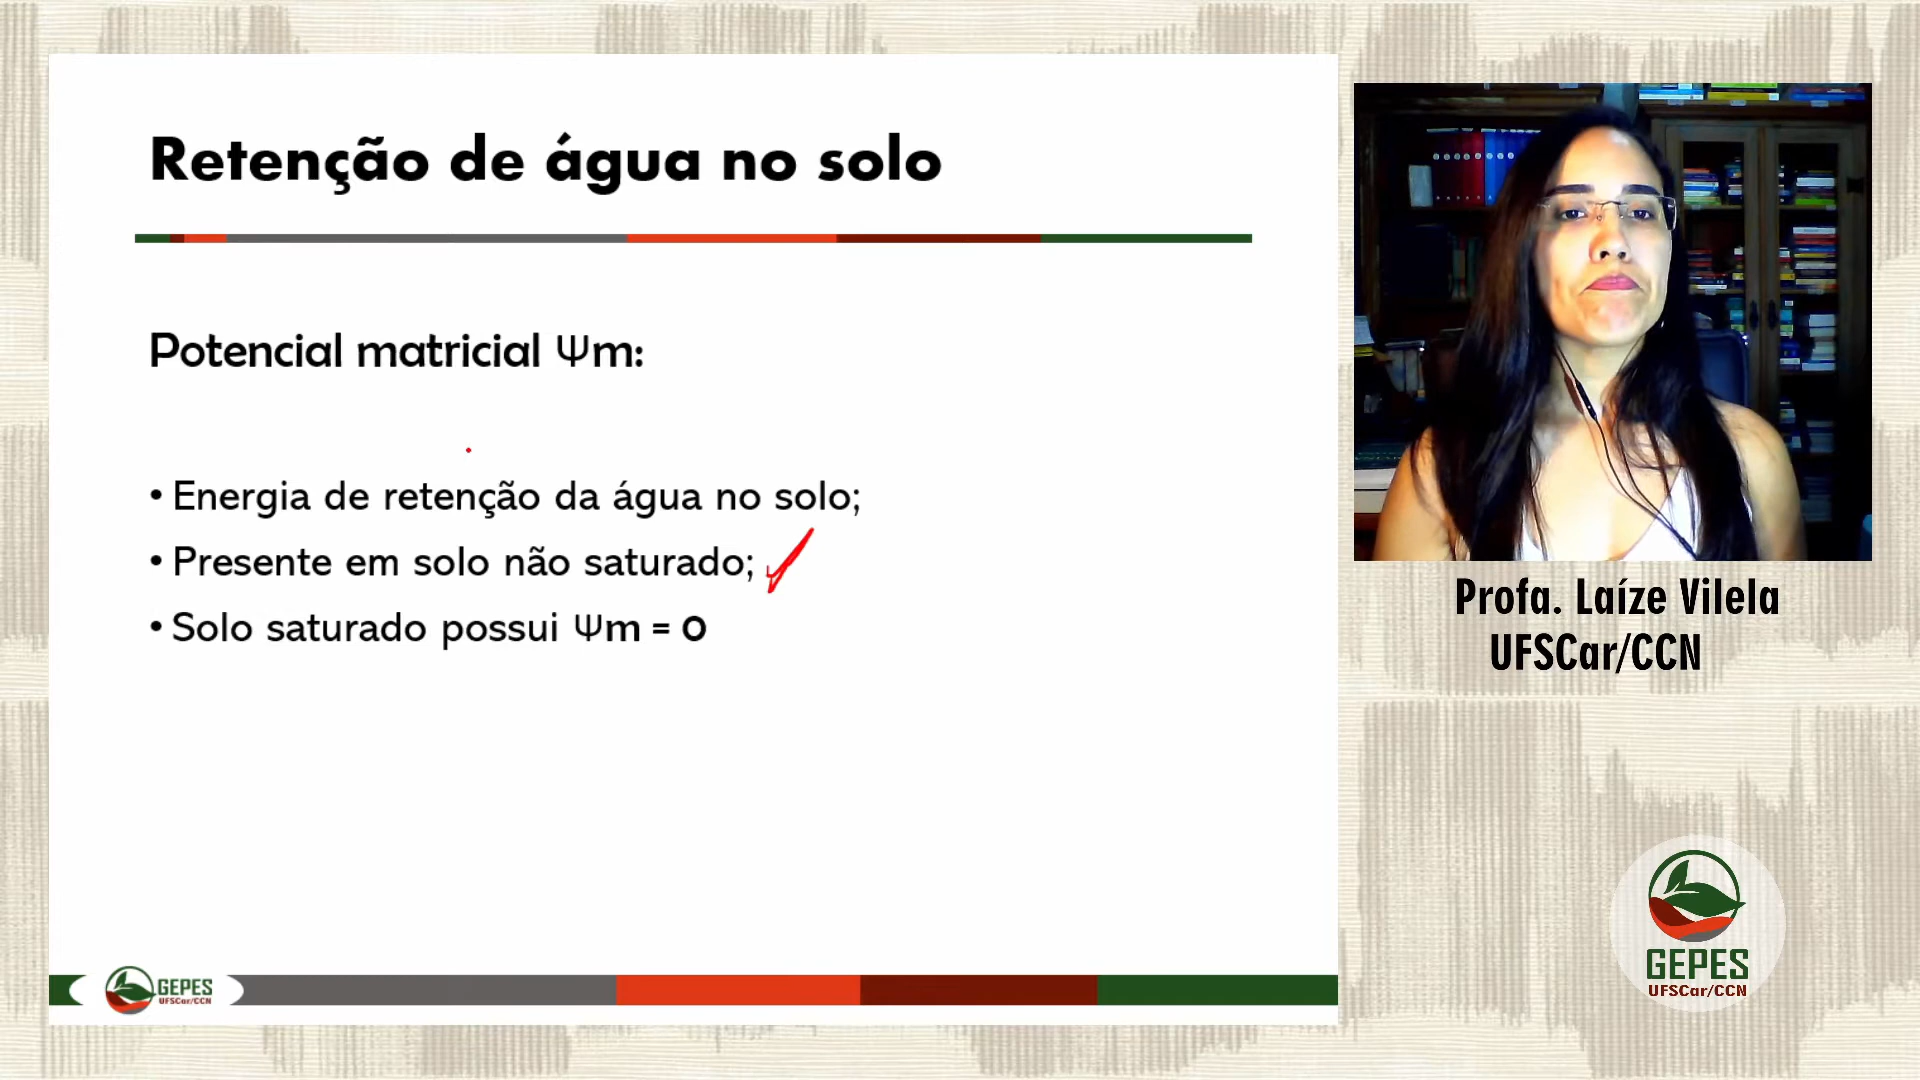 Retenção de água no solo
Potencial matricial Ψm:
• Energia de retenção da água no solo;
• Presente em solo não saturado;
• Solo saturado possui Ψm = 0
GEPES
UFSCar/CCN
Profa. Laíze Vilela
UFSCar/CCN
GEPES
UFSCar/CCN